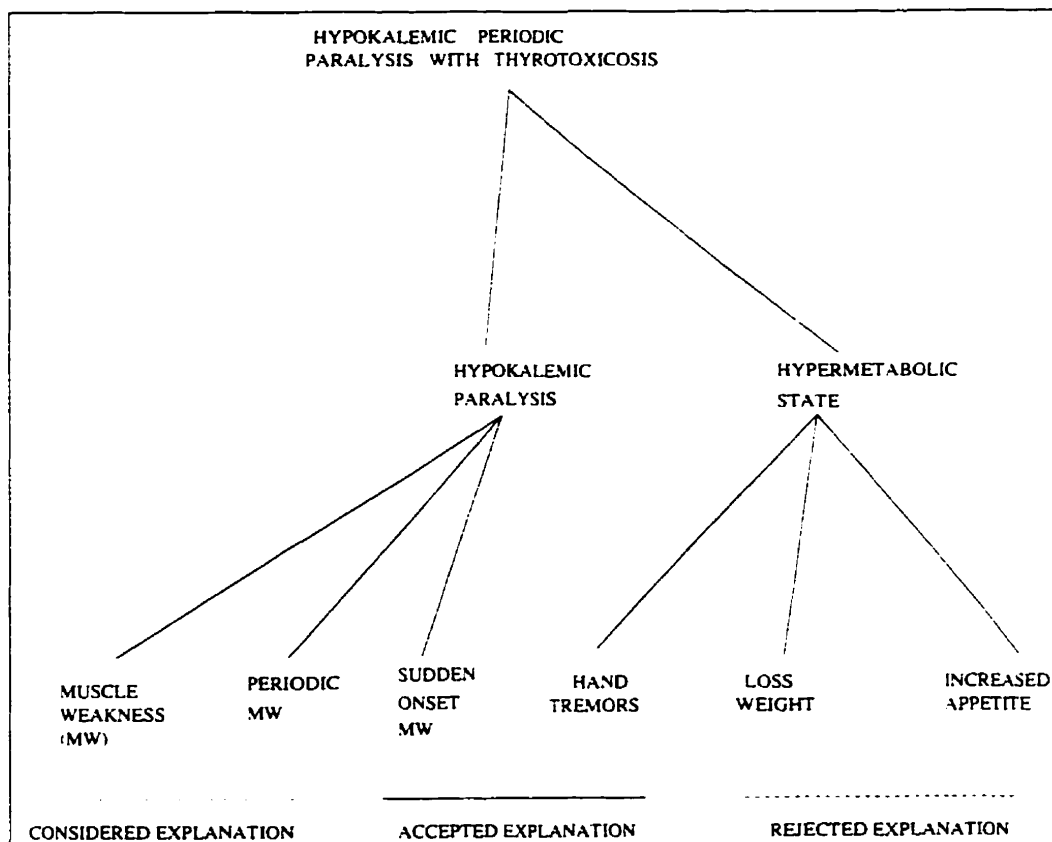 HYPOKALEMIC PERIODIC
PARALYSIS WITH THYROTOXICOSIS
HYPOKALEMIC
PARALYSIS
HYPERMETABOLIC
STATE
MUSCLE
WEAKNESS
(MW)
PERIODIC
MW
SUDDEN
ONSET
MW
HAND
TREMORS
LOSS
WEIGHT
INCREASED
APPETITE
CONSIDERED EXPLANATION
ACCEPTED EXPLANATION
REJECTED EXPLANATION